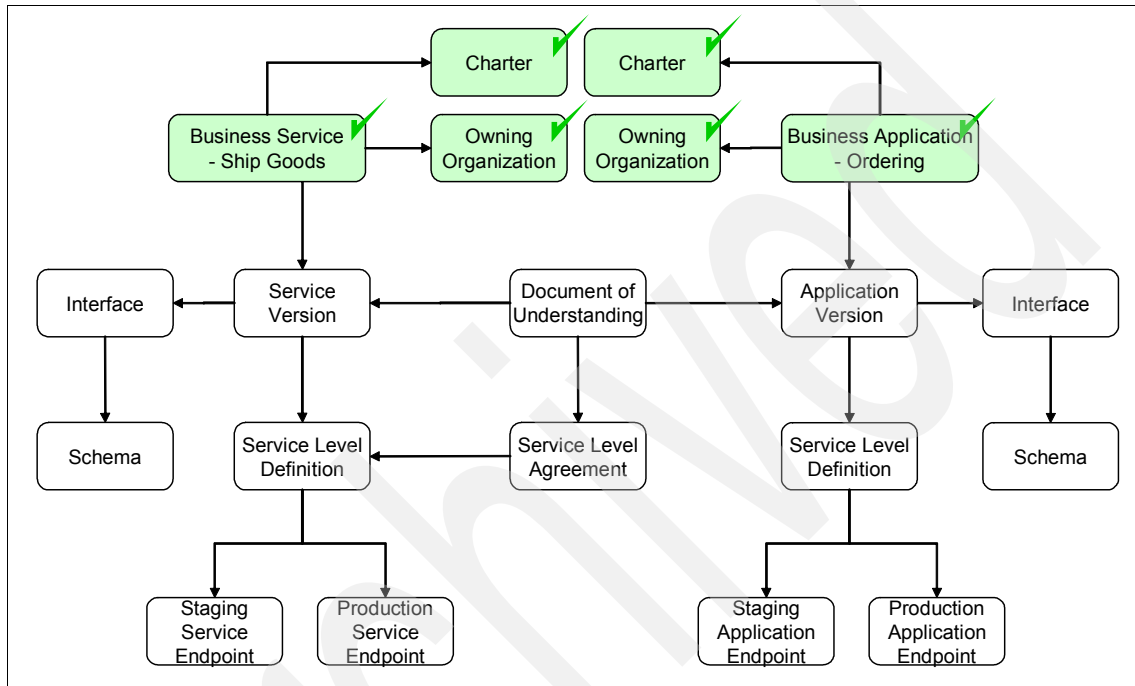 Charter
Charter
Business Service
- Ship Goods
Owning
Organization
Owning
Organization
Business Application
- Ordering
Interface
Service
Version
Document of
Understanding
Application
Version
Interface
Schema
Service Level
Definition
Service Level
Agreement
Service Level
Definition
Schema
Staging
Service
Endpoint
Production
Service
Endpoint
Staging
Application
Endpoint
Production
Application
Endpoint
hived